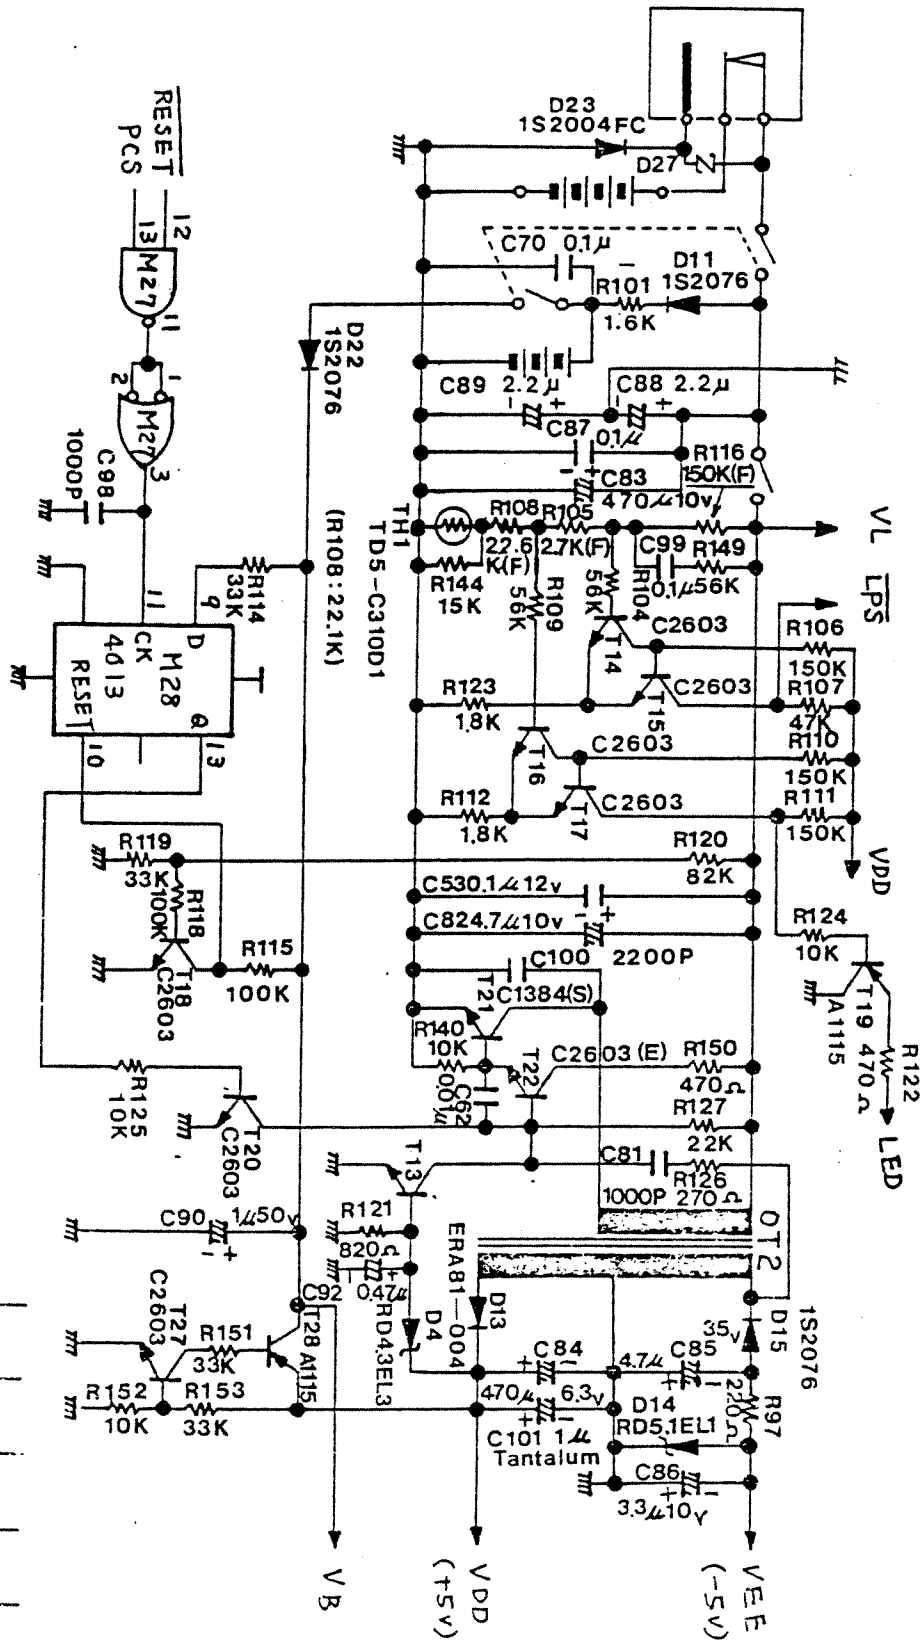 D23
1S2004FC
D27
RESET
PCS
12
13
M27
11
1
2
M27
3
C70 0.1μ
D11
1S2076
R101
1.6K
D22
1S2076
C89 2.2μ
C88 2.2μ
C87
0.1μ
C83
470μ10v
R116
150K(F)
1000P
C98
VL
LPS
TH1
TD5-C310D1
R108
22.6
K(F)
R105
2.7K(F)
C99
0.1μ
R149
56K
R144
15K
R109
56K
R104
56K
(R108:22.1K)
R114
33K
9
11
D
CK
M28
4013
RESET
Q
10
13
T14
C2603
T15
C2603
R106
150K
R107
47K
R110
150K
R111
150K
VDD
R123
1.8K
T16
C2603
T17
C2603
R112
1.8K
R119
33K
R118
100K
T18
C2603
R115
100K
R120
82K
C53 0.1μ12v
C82 4.7μ10v
C100
2200P
R124
10K
T19
A1115
R122
470Ω
LED
T21
C1384(S)
R140
10K
T22
C2603(E)
C62
0.01μ
R150
470Ω
R127
22K
R125
10K
T20
C2603
T13
C81
1000P
R126
270Ω
OT2
R121
820Ω
C92
0.47μ
C90
1μ50v
ERA81-004
D13
D4
RD4.3EL3
D15
1S2076
35v
T27
C2603
R151
33K
T28
A1115
R152
10K
R153
33K
C84
470μ
6.3v
4.7μ
C85
R97
220Ω
D14
RD5.1EL1
C101 1μ
Tantalum
C86
3.3μ10v
VB
VDD
(+5v)
VEE
(-5v)